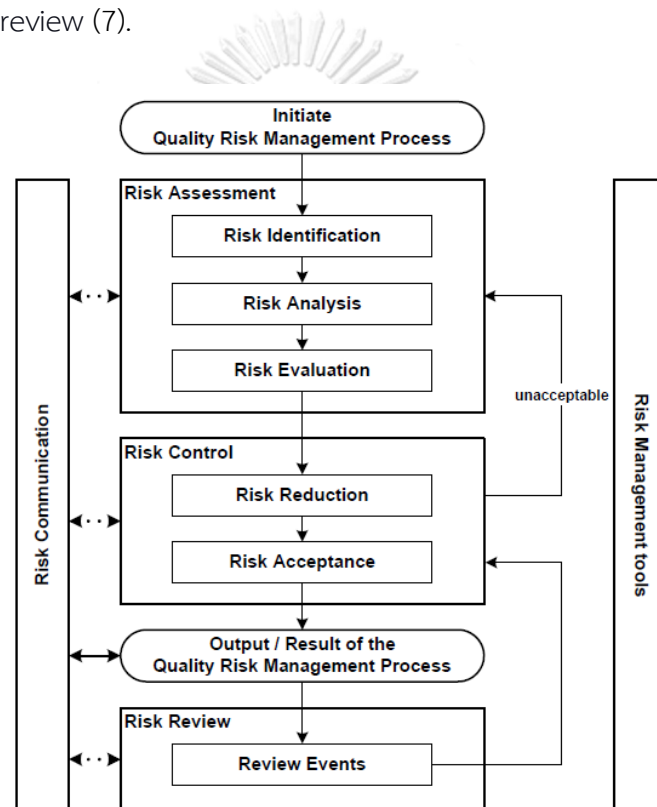 review (7).
Initiate
Quality Risk Management Process
Risk Assessment
Risk Identification
Risk Analysis
Risk Evaluation
unacceptable
Risk Communication
Risk Management tools
Risk Control
Risk Reduction
Risk Acceptance
Output / Result of the
Quality Risk Management Process
Risk Review
Review Events